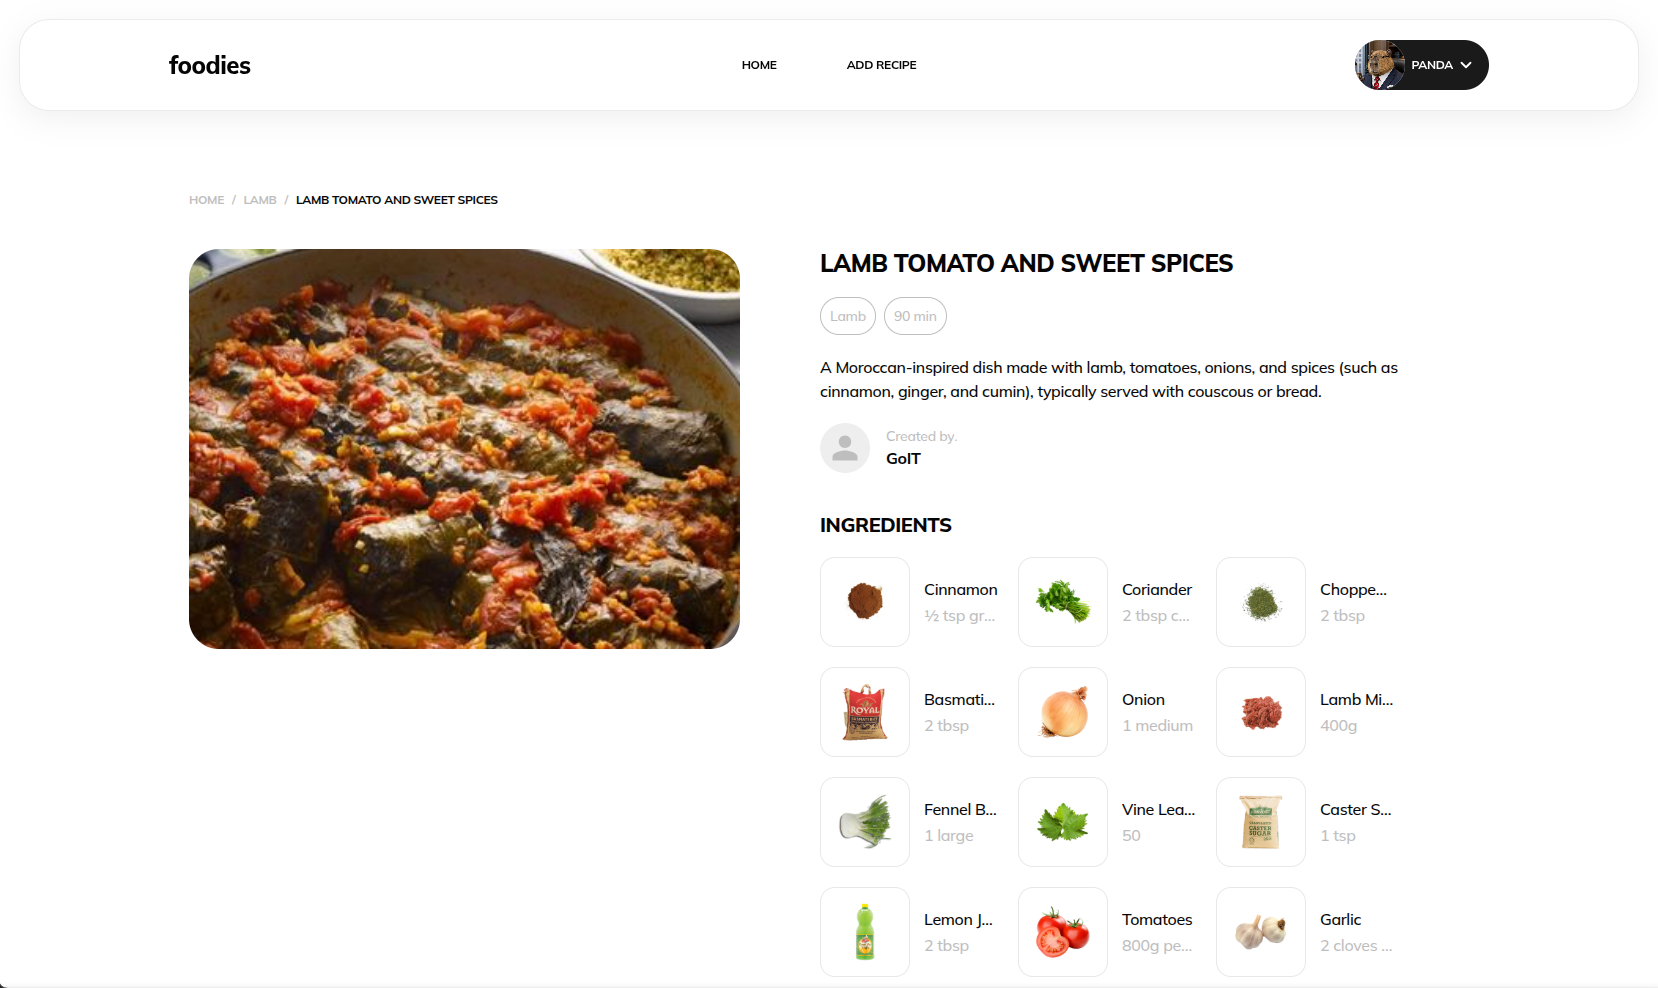 foodies
HOME
ADD RECIPE
PANDA
HOME / LAMB / LAMB TOMATO AND SWEET SPICES
LAMB TOMATO AND SWEET SPICES
Lamb
90 min
A Moroccan-inspired dish made with lamb, tomatoes, onions, and spices (such as
cinnamon, ginger, and cumin), typically served with couscous or bread.
Created by.
GoIT
INGREDIENTS
Cinnamon
½ tsp gr...
Coriander
2 tbsp c...
Choppe...
2 tbsp
ROYAL
Basmati...
2 tbsp
Onion
1 medium
Lamb Mi...
400g
Fennel B...
1 large
Vine Lea...
50
CASTER
SUGAR
Caster S...
1 tsp
Lemon J...
2 tbsp
Tomatoes
800g pe...
Garlic
2 cloves ...